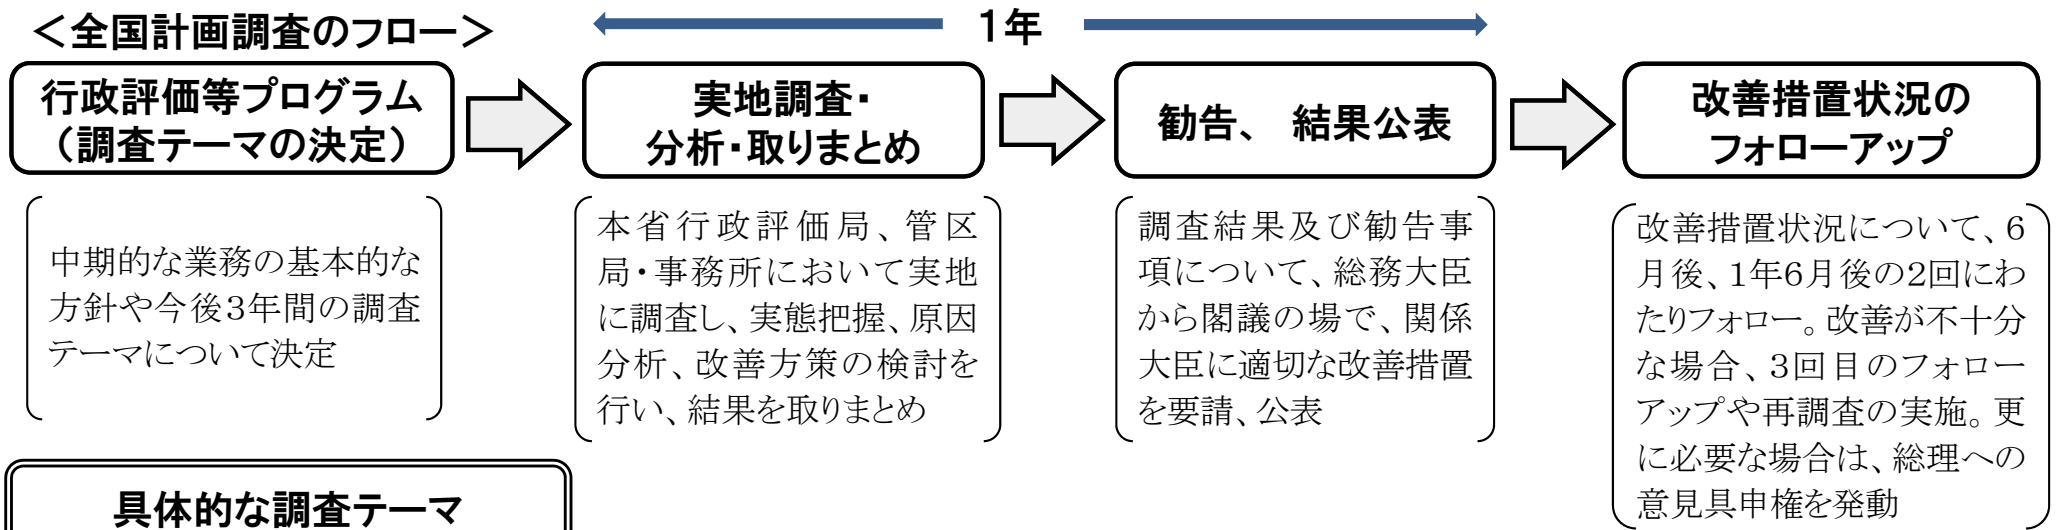 ＜全国計画調査のフロー＞
1年
行政評価等プログラム
（調査テーマの決定）
実地調査・
分析・取りまとめ
勧告、 結果公表
改善措置状況の
フォローアップ
中期的な業務の基本的な
方針や今後3年間の調査
テーマについて決定
本省行政評価局、管区
局・事務所において実地
に調査し、実態把握、原因
分析、改善方策の検討を
行い、結果を取りまとめ
調査結果及び勧告事
項について、総務大臣
から閣議の場で、関係
大臣に適切な改善措置
を要請、公表
改善措置状況について、6
月後、1年6月後の2回にわ
たりフォロー。改善が不十分
な場合、3回目のフォロー
アップや再調査の実施。更
に必要な場合は、総理への
意見具申権を発動
具体的な調査テーマ